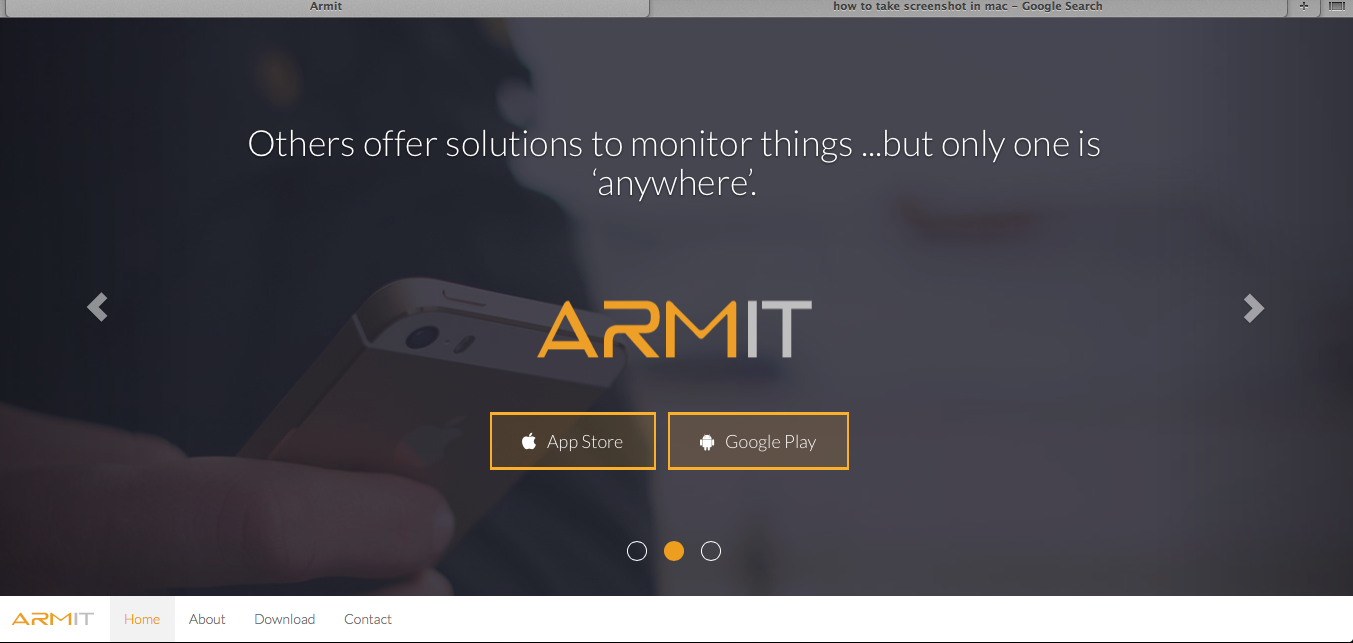 Armit
how to take screenshot in mac – Google Search
+
Others offer solutions to monitor things ...but only one is
‘anywhere’.
ARMIT
App Store
Google Play
ARMIT
Home
About
Download
Contact